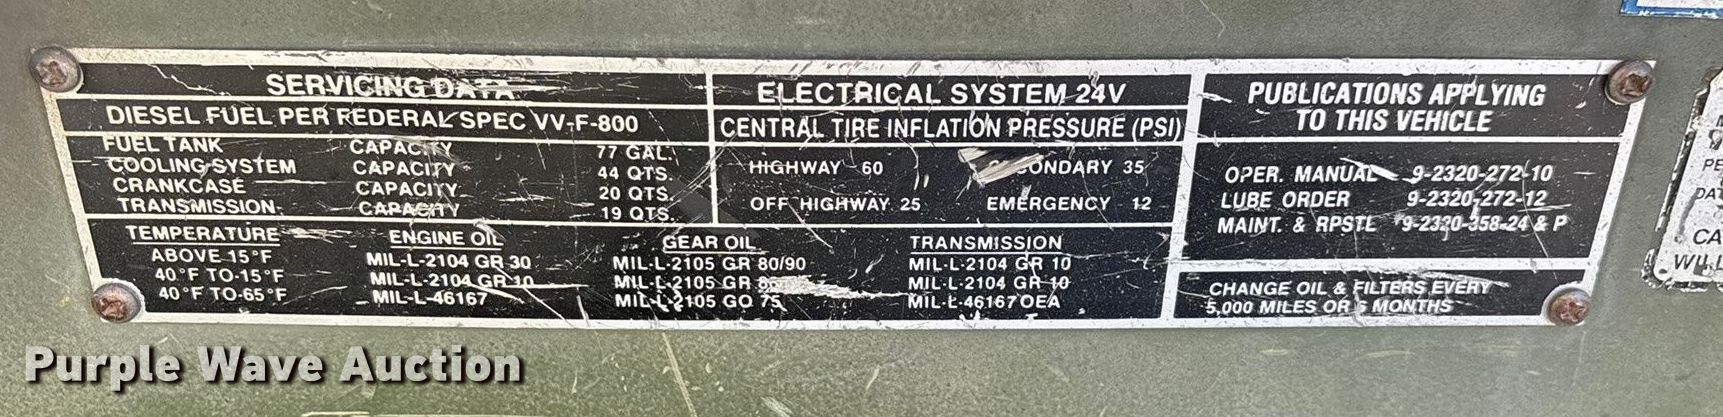 SERVICING DATA
DIESEL FUEL PER FEDERAL SPEC VV-F-800
FUEL TANK CAPACITY 77 GAL.
COOLING SYSTEM CAPACITY 44 QTS.
CRANKCASE CAPACITY 20 QTS.
TRANSMISSION CAPACITY 19 QTS.
ELECTRICAL SYSTEM 24V
CENTRAL TIRE INFLATION PRESSURE (PSI)
HIGHWAY 60 ONDARY 35
OFF HIGHWAY 25 EMERGENCY 12
TEMPERATURE ENGINE OIL GEAR OIL TRANSMISSION
ABOVE 15°F MIL-L-2104 GR 30 MIL-L-2105 GR 80/90 MIL-L-2104 GR 10
40°F TO-15°F MIL-L-2104 GR 10 MIL-L-2105 GR MIL-L-2104 GR 10
40°F TO-65°F MIL-L-46167 MIL-L-2105 GO 75 MIL-L-46167 OEA
PUBLICATIONS APPLYING
TO THIS VEHICLE
OPER. MANUAL 9-2320-272-10
LUBE ORDER 9-2320-272-12
MAINT. & RPSTL 9-2320-358-24 & P
CHANGE OIL & FILTERS EVERY
5,000 MILES OR 6 MONTHS
PE
DAT
CA
WILL
Purple Wave Auction